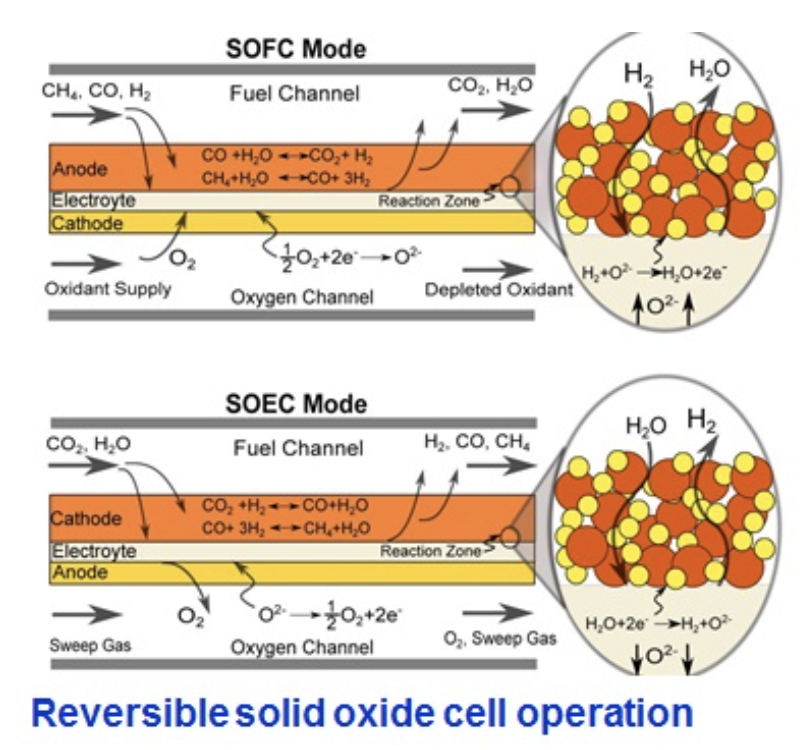 SOFC Mode
CH₄, CO, H₂
Fuel Channel
CO₂, H₂O
H₂
H₂O
Anode
CO +H₂O ◄─►CO₂+ H₂
CH₄+H₂O ◄─►CO+ 3H₂
Electroyte
Reaction Zone
Cathode
O₂
½O₂+2e⁻ ─►O²⁻
H₂+O²⁻ ─►H₂O+2e⁻
Oxidant Supply
Oxygen Channel
Depleted Oxidant
O²⁻
SOEC Mode
CO₂, H₂O
Fuel Channel
H₂, CO, CH₄
H₂O
H₂
Cathode
CO₂ +H₂◄─►CO+H₂O
CO+ 3H₂ ◄─►CH₄+H₂O
Electroyte
Reaction Zone
Anode
O₂
O²⁻ ─►½O₂+2e⁻
H₂O+2e⁻ ─►H₂+O²⁻
Sweep Gas
Oxygen Channel
O₂, Sweep Gas
O²⁻
Reversible solid oxide cell operation